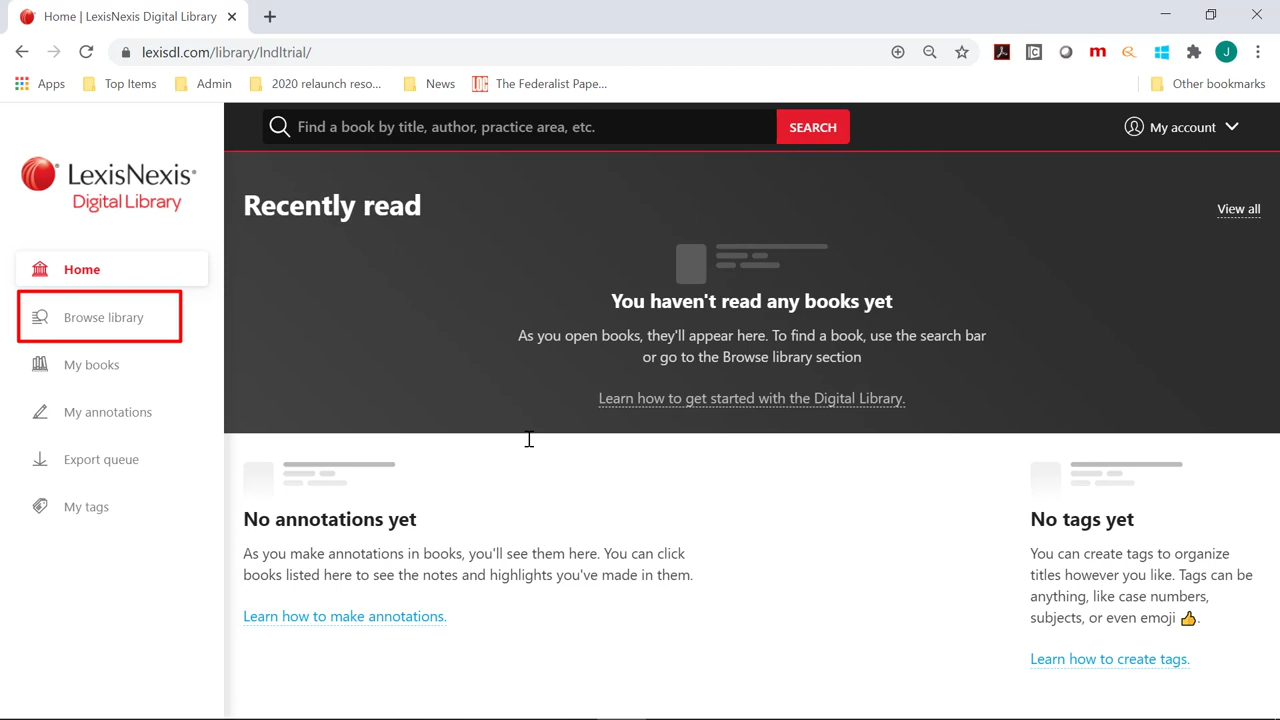 Home | LexisNexis Digital Library
lexisdl.com/library/lndltrial/
Apps
Top Items
Admin
2020 relaunch reso...
News
The Federalist Pape...
Other bookmarks
J
LexisNexis®
Digital Library
Home
Browse library
My books
My annotations
Export queue
My tags
Find a book by title, author, practice area, etc.
SEARCH
My account
Recently read
View all
You haven't read any books yet
As you open books, they'll appear here. To find a book, use the search bar
or go to the Browse library section
Learn how to get started with the Digital Library.
No annotations yet
As you make annotations in books, you'll see them here. You can click
books listed here to see the notes and highlights you've made in them.
Learn how to make annotations.
No tags yet
You can create tags to organize
titles however you like. Tags can be
anything, like case numbers,
subjects, or even emoji 👍.
Learn how to create tags.